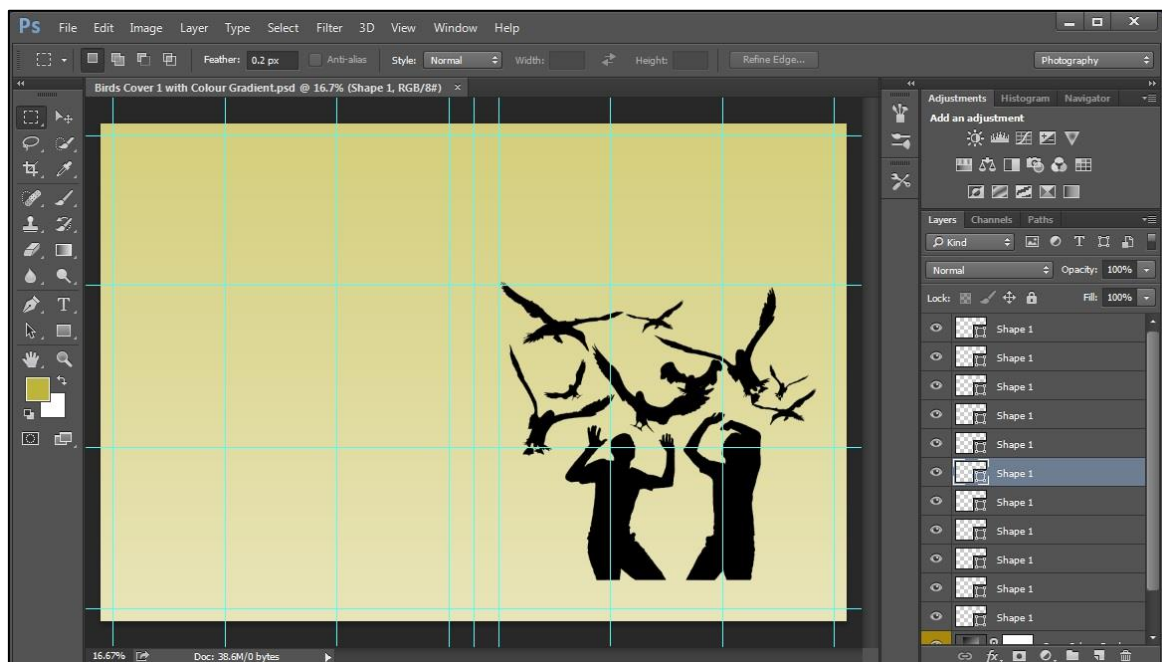 Ps File Edit Image Layer Type Select Filter 3D View Window Help
Feather: 0.2 px Anti-alias Style: Normal Width: Height: Refine Edge... Photography
Birds Cover 1 with Colour Gradient.psd @ 16.7% (Shape 1, RGB/8#) ×
Adjustments Histogram Navigator
Add an adjustment
Layers Channels Paths
Kind
Normal Opacity: 100%
Lock: Fill: 100%
Shape 1
Shape 1
Shape 1
Shape 1
Shape 1
Shape 1
Shape 1
Shape 1
Shape 1
Shape 1
Shape 1
16.67% Doc: 38.6M/0 bytes